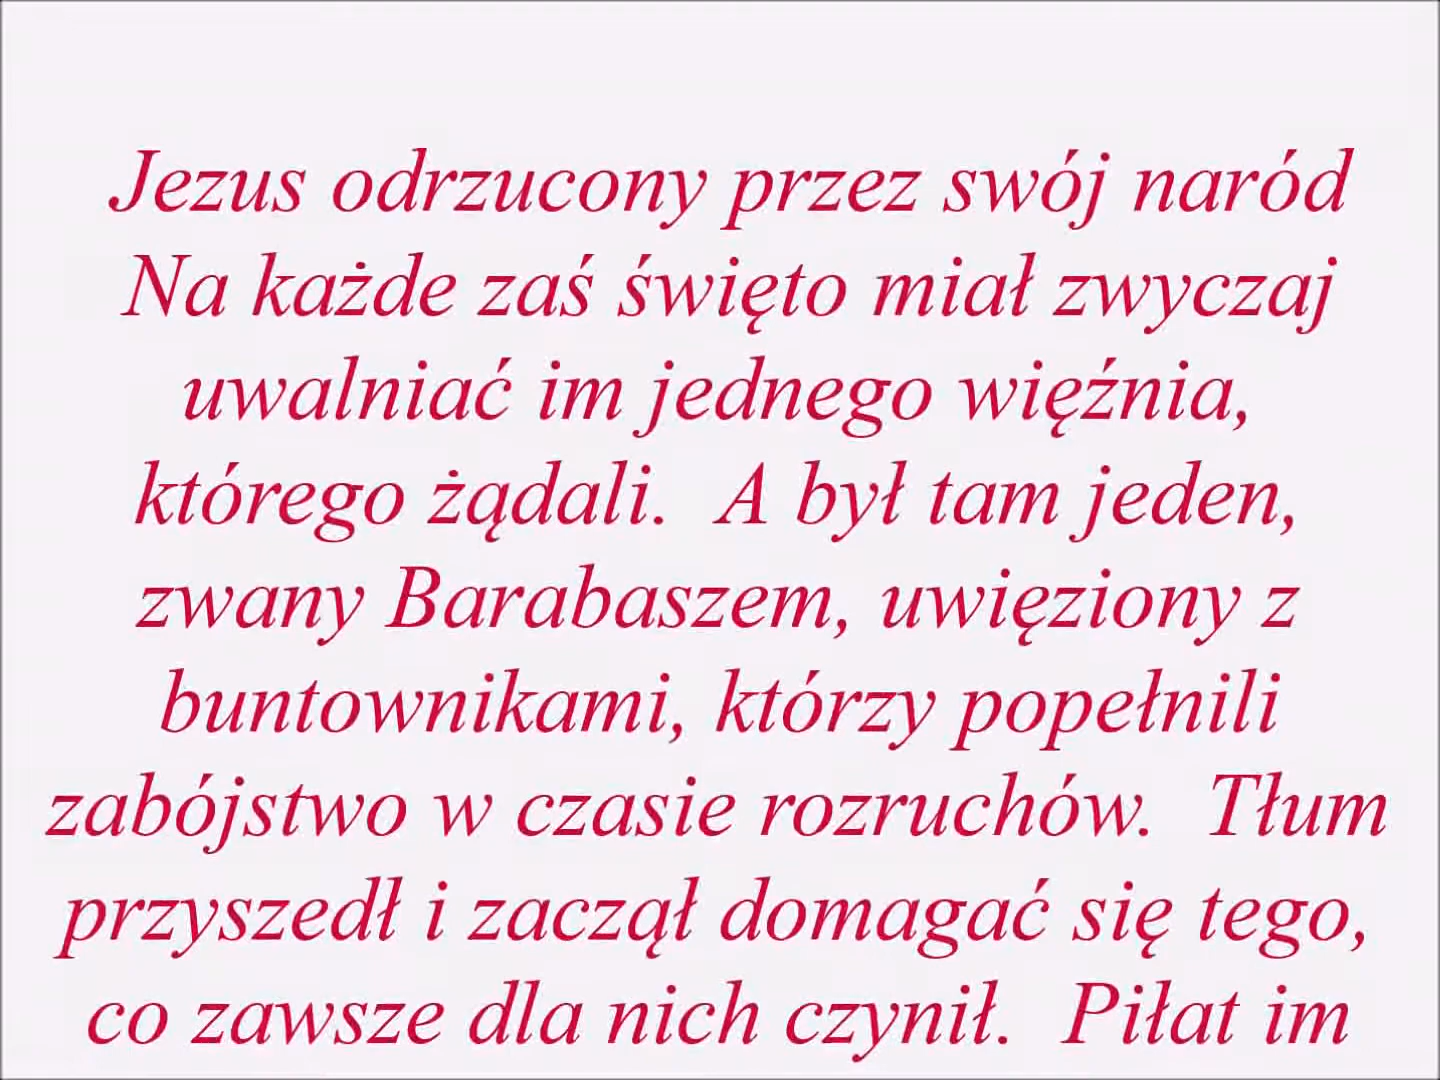 Jezus odrzucony przez swój naród
Na każde zaś święto miał zwyczaj
uwalniać im jednego więźnia,
którego żądali.  A był tam jeden,
zwany Barabaszem, uwięziony z
buntownikami, którzy popełnili
zabójstwo w czasie rozruchów.  Tłum
przyszedł i zaczął domagać się tego,
co zawsze dla nich czynił.  Piłat im